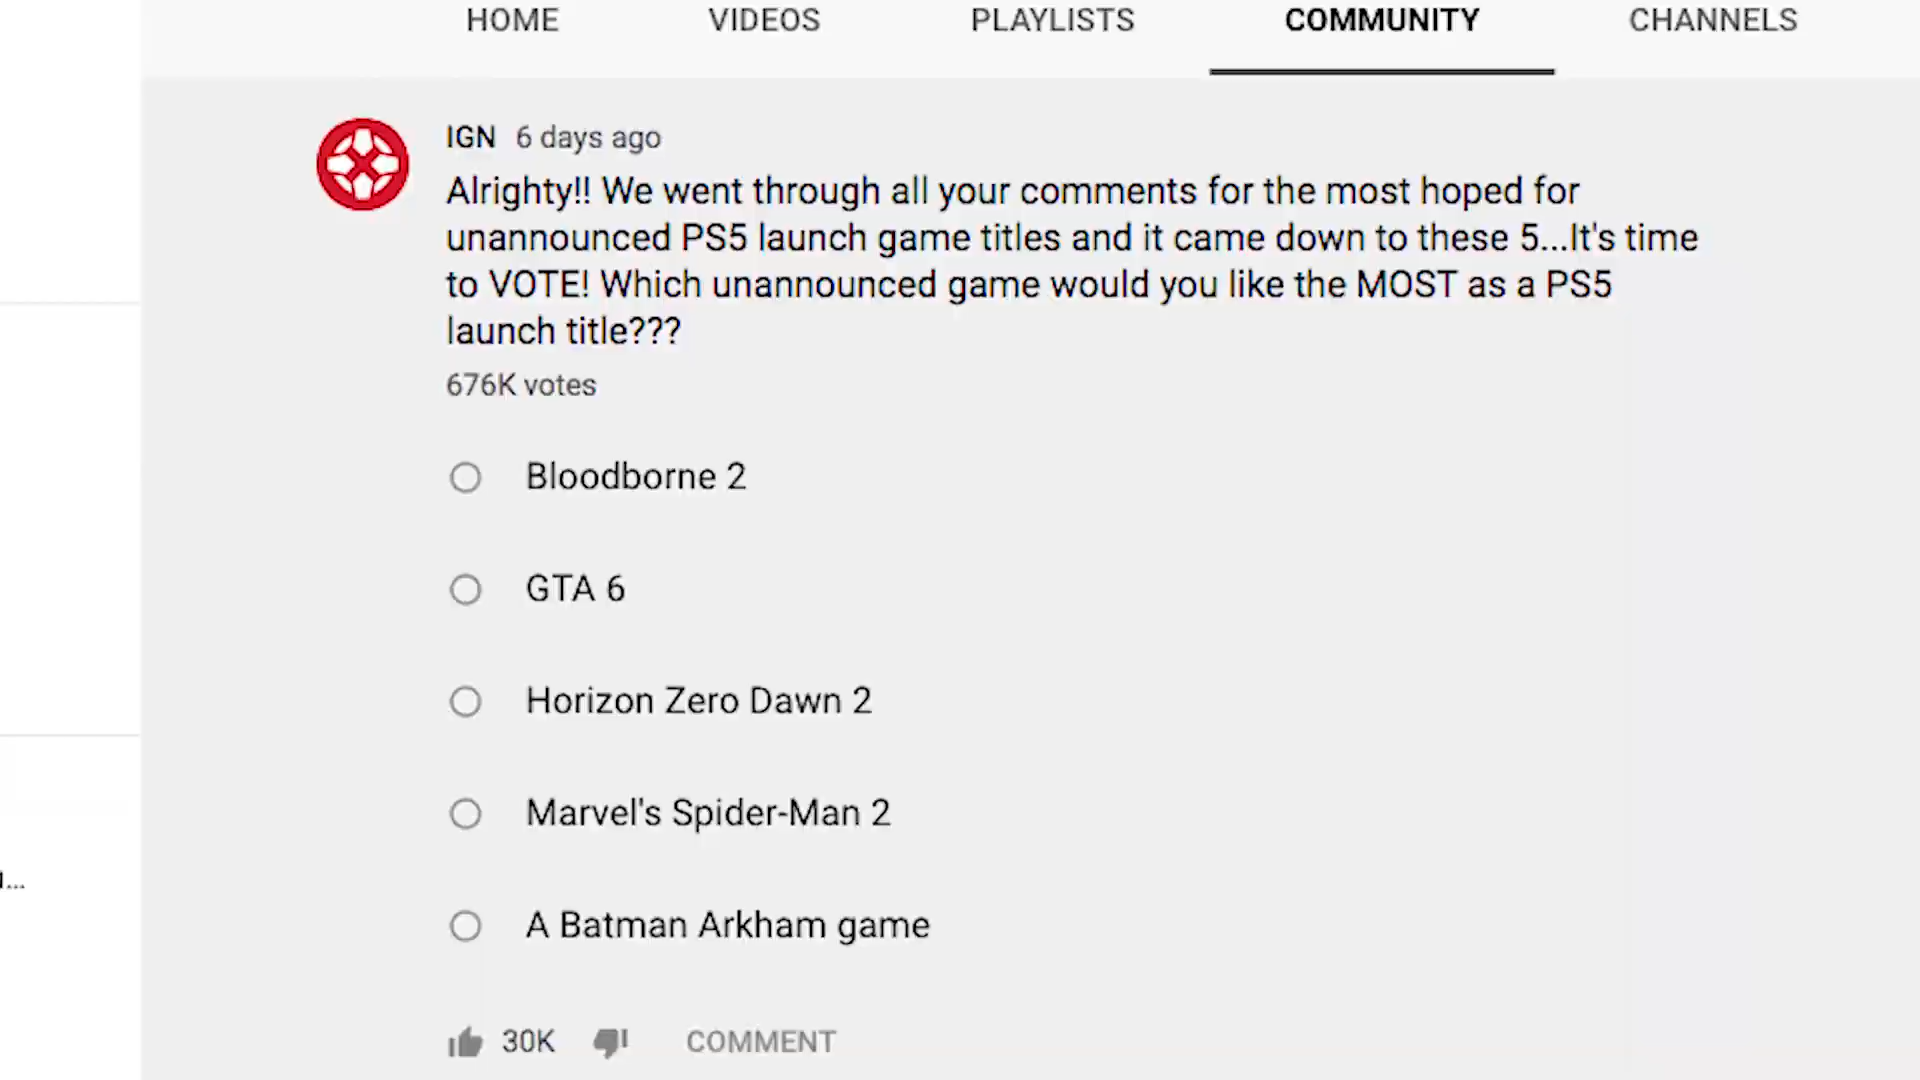 HOME VIDEOS PLAYLISTS COMMUNITY CHANNELS
IGN 6 days ago
Alrighty!! We went through all your comments for the most hoped for
unannounced PS5 launch game titles and it came down to these 5...It's time
to VOTE! Which unannounced game would you like the MOST as a PS5
launch title???
676K votes
Bloodborne 2
GTA 6
Horizon Zero Dawn 2
Marvel's Spider-Man 2
A Batman Arkham game
30K COMMENT